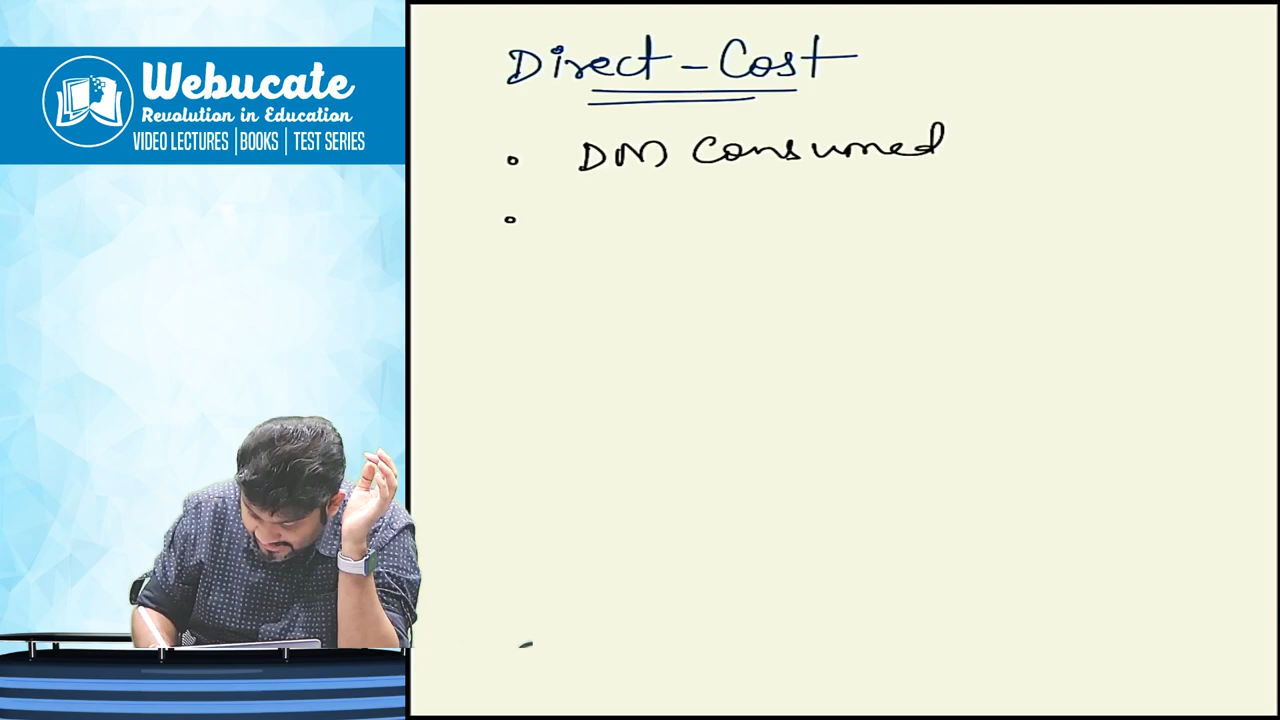 Webucate
Revolution in Education
VIDEO LECTURES | BOOKS | TEST SERIES
Direct - Cost
• DM Consumed
•